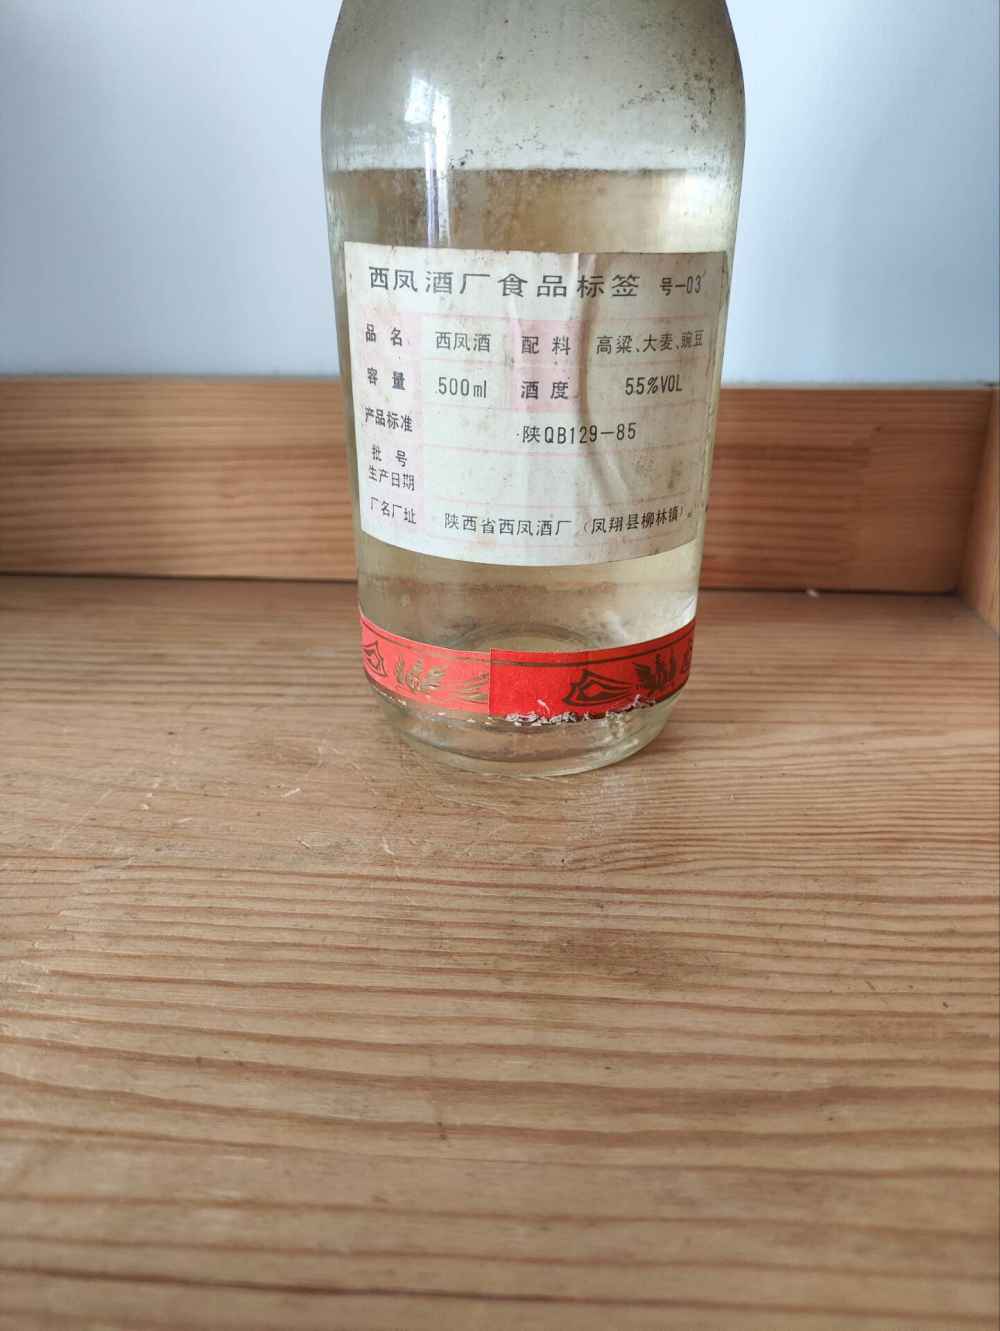 西凤酒厂食品标签 号-03
品名 西凤酒 配料 高粱、大麦、豌豆
容量 500ml 酒度 55%VOL
产品标准 陕QB129-85
批号
生产日期
厂名厂址 陕西省西凤酒厂（凤翔县柳林镇）